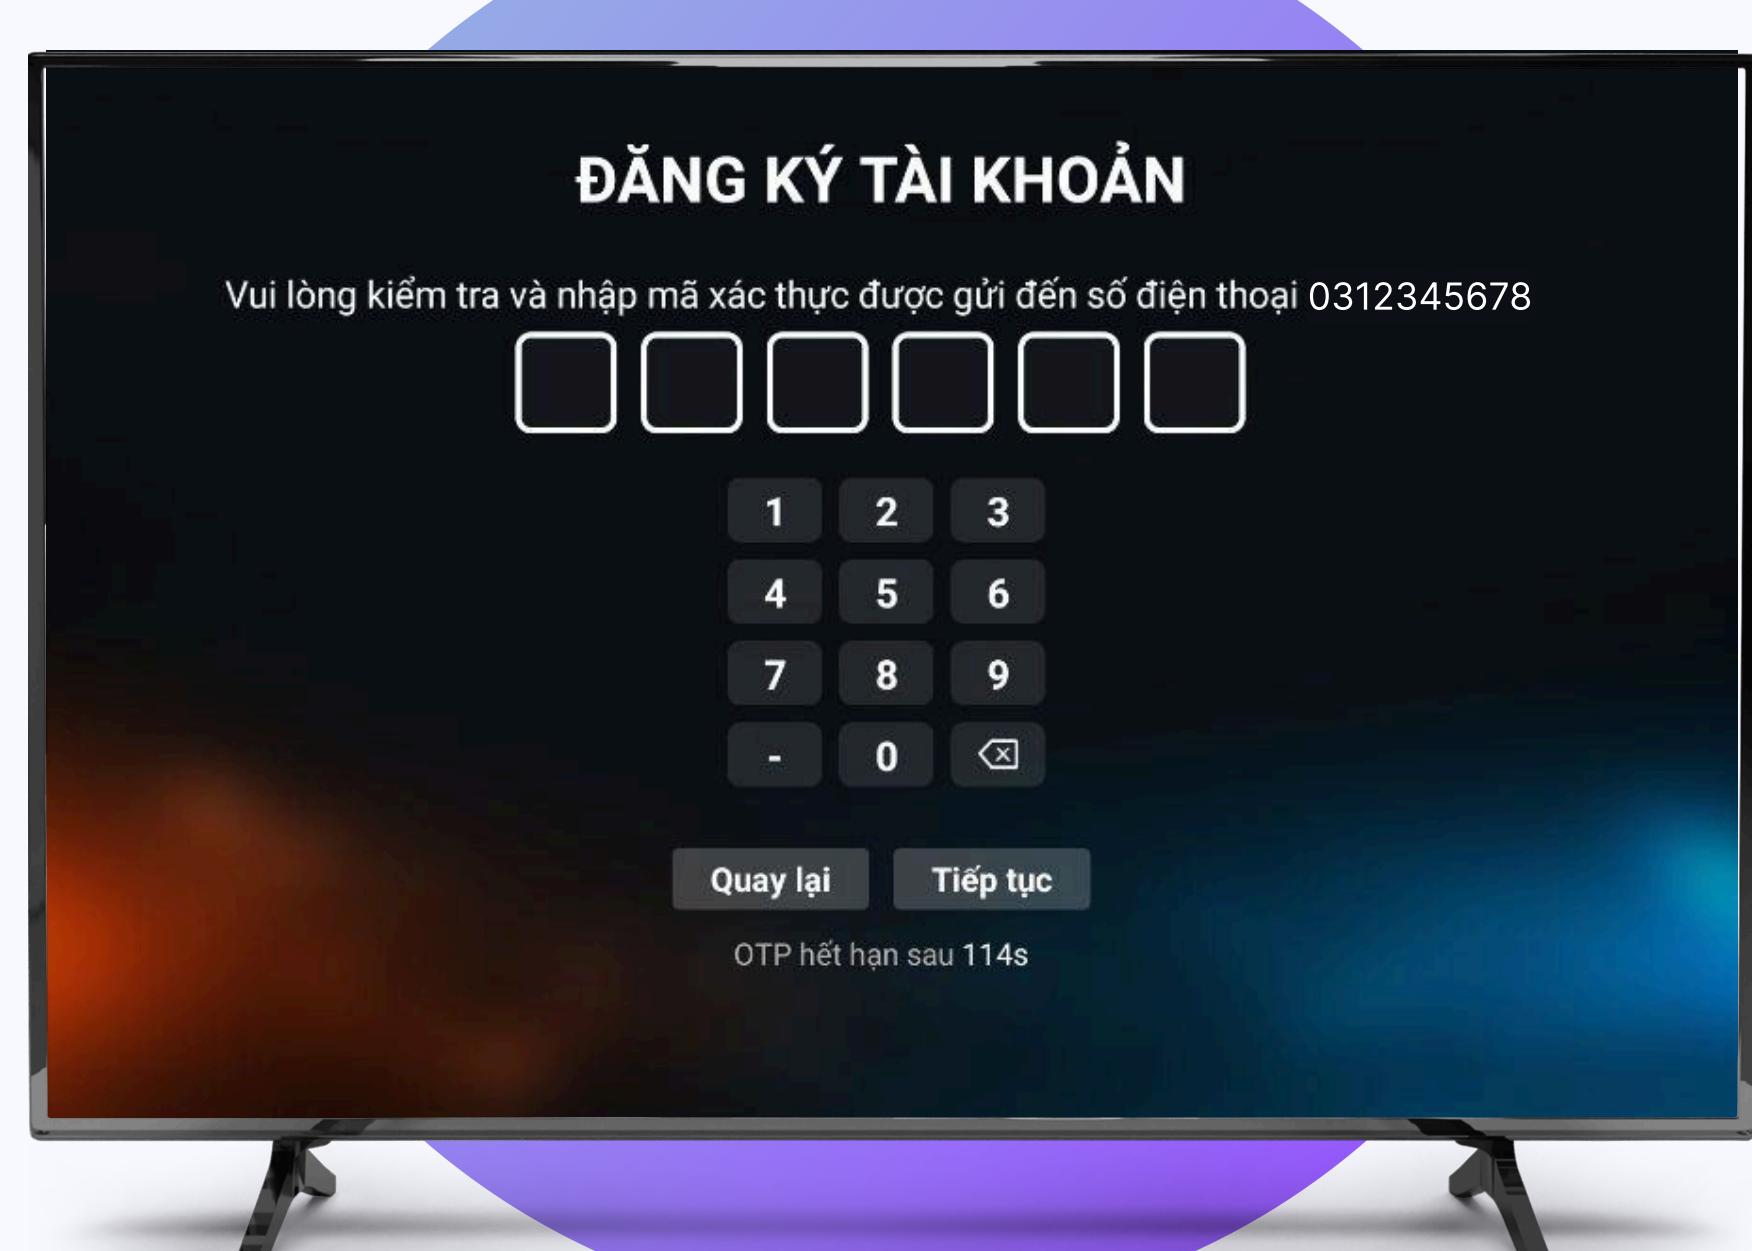 ĐĂNG KÝ TÀI KHOẢN
Vui lòng kiểm tra và nhập mã xác thực được gửi đến số điện thoại 0312345678
1 2 3
4 5 6
7 8 9
- 0
Quay lại Tiếp tục
OTP hết hạn sau 114s